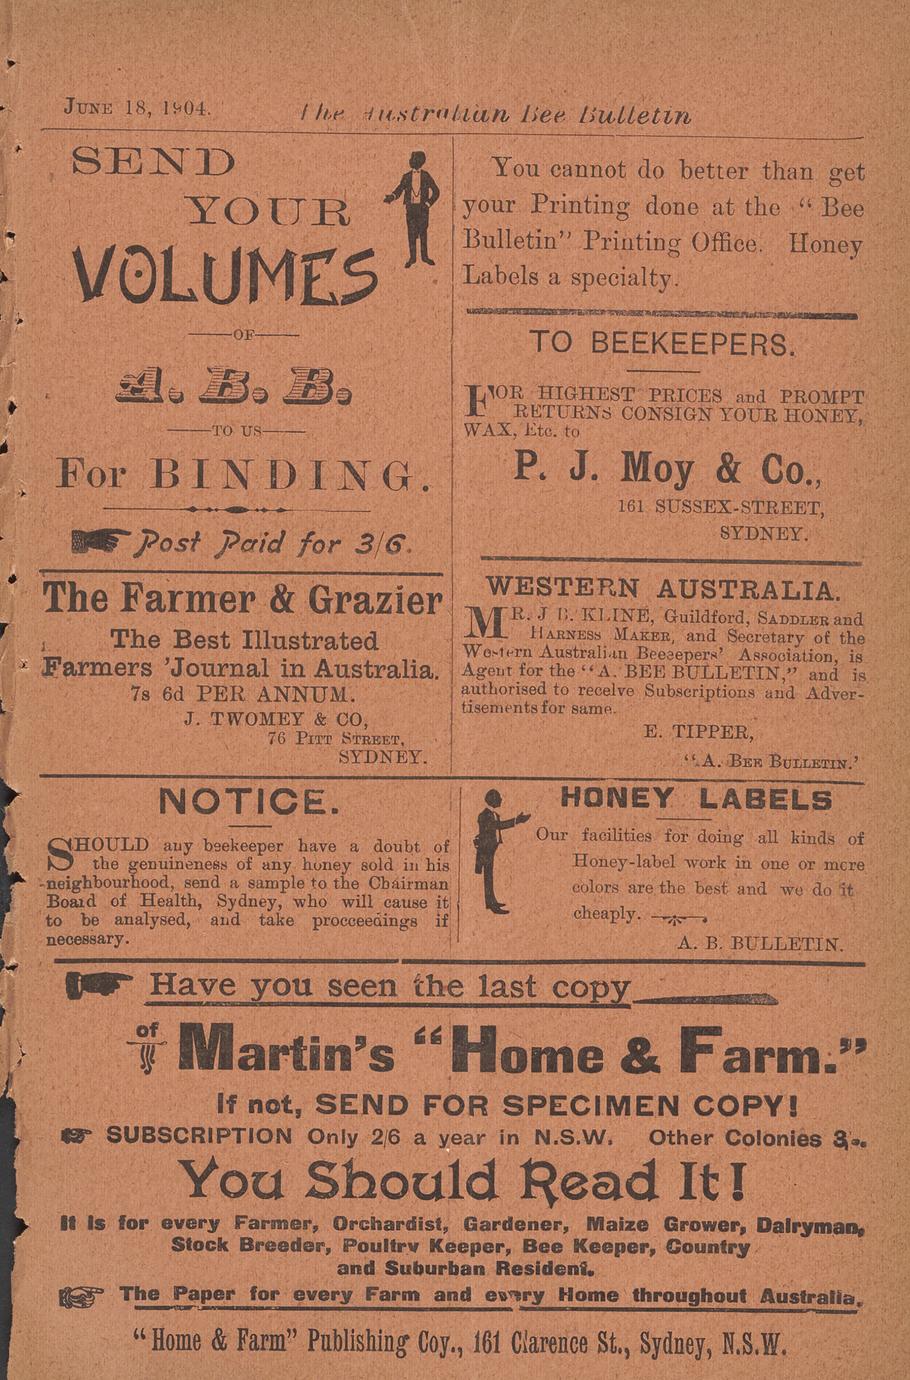 JUNE 18, 1904. The Australian Bee Bulletin
SEND
YOUR
VOLUMES
——OF——
A. B. B.
——TO US——
For BINDING.
Post Paid for 3/6.
The Farmer & Grazier
The Best Illustrated
Farmers 'Journal in Australia.
7s 6d PER ANNUM.
J. TWOMEY & CO,
76 PITT STREET,
SYDNEY.
You cannot do better than get
your Printing done at the “ Bee
Bulletin” Printing Office. Honey
Labels a specialty.
TO BEEKEEPERS.
FOR HIGHEST PRICES and PROMPT
RETURNS CONSIGN YOUR HONEY,
WAX, Etc. to
P. J. Moy & Co.,
161 SUSSEX-STREET,
SYDNEY.
WESTERN AUSTRALIA.
MR. J B. KLINE, Guildford, SADDLER and
HARNESS MAKER, and Secretary of the
Western Australian Beeeepers’ Association, is
Agent for the “A. BEE BULLETIN,” and is
authorised to receive Subscriptions and Adver-
tisements for same.
E. TIPPER,
“A. BEE BULLETIN.’
NOTICE.
SHOULD any beekeeper have a doubt of
the genuineness of any honey sold in his
neighbourhood, send a sample to the Chairman
Board of Health, Sydney, who will cause it
to be analysed, and take procceedings if
necessary.
HONEY LABELS
Our facilities for doing all kinds of
Honey-label work in one or more
colors are the best and we do it
cheaply.
A. B. BULLETIN.
Have you seen the last copy
of Martin’s “Home & Farm.”
If not, SEND FOR SPECIMEN COPY!
SUBSCRIPTION Only 2/6 a year in N.S.W. Other Colonies 3/-.
You Should Read It!
It is for every Farmer, Orchardist, Gardener, Maize Grower, Dairyman,
Stock Breeder, Poultry Keeper, Bee Keeper, Country
and Suburban Resident.
The Paper for every Farm and every Home throughout Australia.
“Home & Farm” Publishing Coy., 161 Clarence St., Sydney, N.S.W.